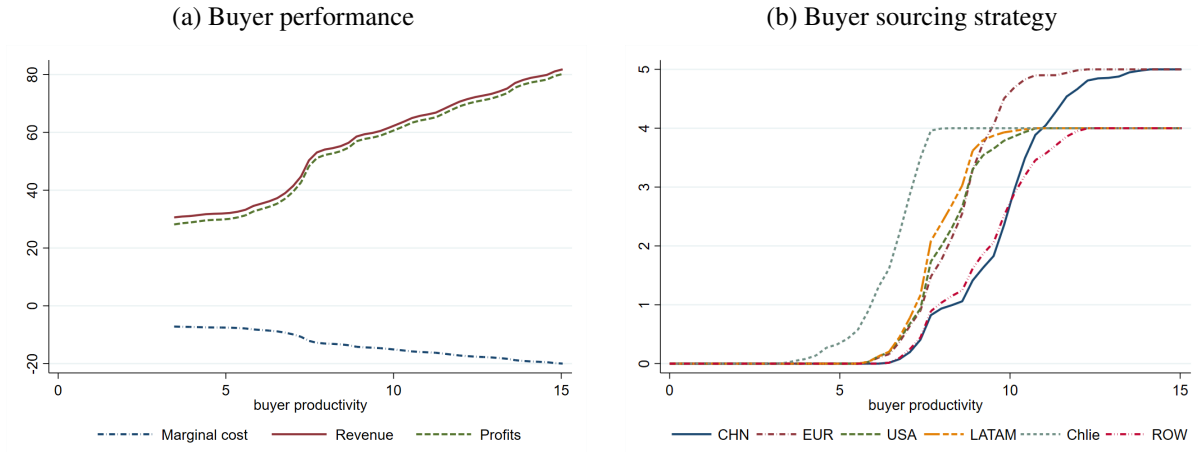 (a) Buyer performance
80
60
40
20
0
-20
0 5 10 15
buyer productivity
Marginal cost Revenue Profits
(b) Buyer sourcing strategy
5
4
3
2
1
0
0 5 10 15
buyer productivity
CHN EUR USA LATAM Chlie ROW